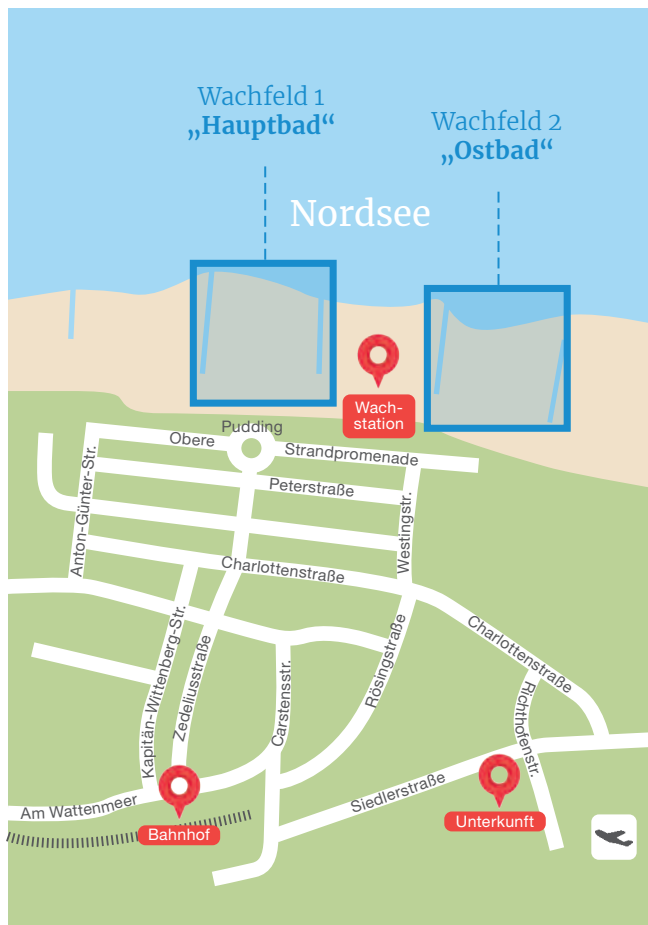 Wachfeld 1
„Hauptbad“
Wachfeld 2
„Ostbad“
Nordsee
Wach-
station
Pudding
Obere
Strandpromenade
Peterstraße
Anton-Günter-Str.
Westingstr.
Charlottenstraße
Charlottenstraße
Kapitän-Wittenberg-Str.
Zedeliusstraße
Carstensstr.
Rösingstraße
Richthofenstr.
Siedlerstraße
Am Wattenmeer
Bahnhof
Unterkunft